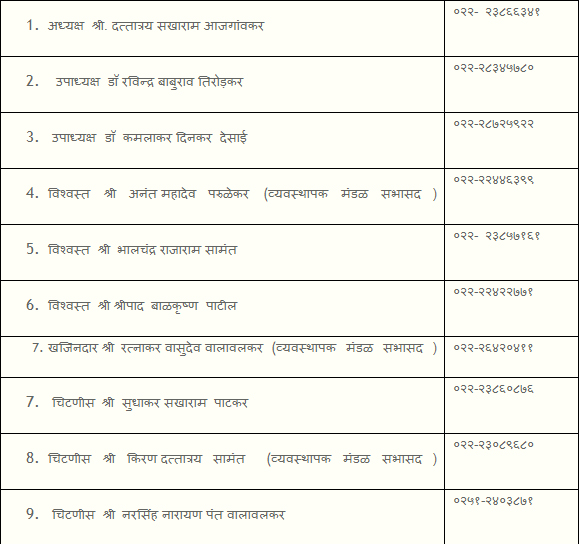 1. अध्यक्ष श्री. दत्तात्रय सखाराम आजगांवकर ०२२- २३८६६३४१
2. उपाध्यक्ष डॉ रविन्द्र बाबुराव तिरोड़कर ०२२-२८३४५७८०
3. उपाध्यक्ष डॉ कमलाकर दिनकर देसाई ०२२-२८७२५९२२
4. विश्वस्त श्री अनंत महादेव परुळेकर (व्यवस्थापक मंडळ सभासद ) ०२२-२२४४६३९९
5. विश्वस्त श्री भालचंद्र राजाराम सामंत ०२२- २३८५७१६१
6. विश्वस्त श्री श्रीपाद बाळकृष्ण पाटील ०२२-२२४२२७७१
7. खजिनदार श्री रत्नाकर वासुदेव वालावलकर (व्यवस्थापक मंडळ सभासद ) ०२२-२६४२०४११
7. चिटणीस श्री सुधाकर सखाराम पाटकर ०२२-२३८६०८७६
8. चिटणीस श्री किरण दत्तात्रय सामंत (व्यवस्थापक मंडळ सभासद ) ०२२-२३०८९६८०
9. चिटणीस श्री नरसिंह नारायण पंत वालावलकर ०२५१-२४०३८७१